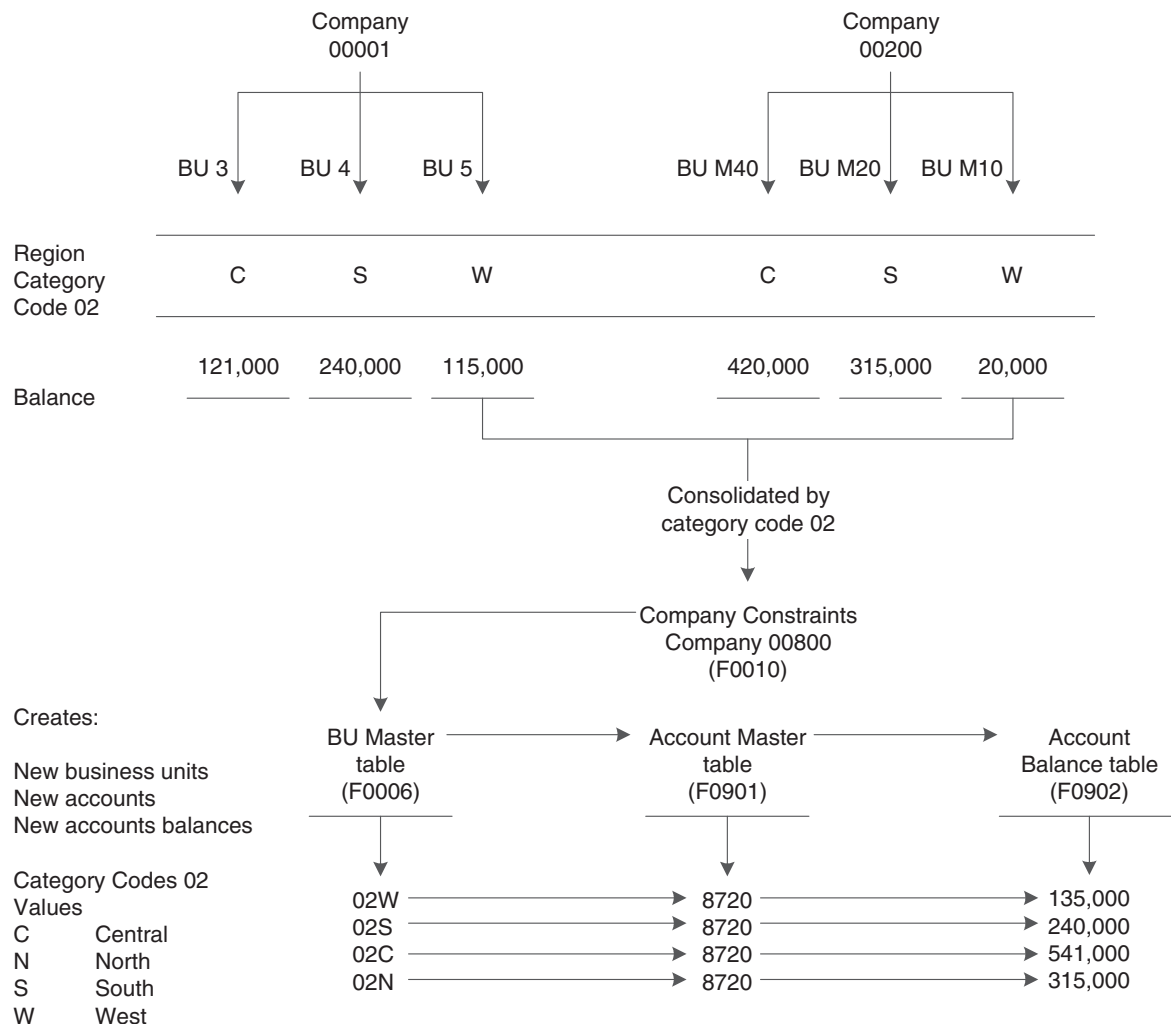 Company
00001
Company
00200
BU 3
BU 4
BU 5
BU M40
BU M20
BU M10
Region
Category
Code 02
C
S
W
C
S
W
Balance
121,000
240,000
115,000
420,000
315,000
20,000
Consolidated by
category code 02
Company Constraints
Company 00800
(F0010)
Creates:
New business units
New accounts
New accounts balances
BU Master
table
(F0006)
Account Master
table
(F0901)
Account
Balance table
(F0902)
Category Codes 02
Values
C Central
N North
S South
W West
02W 8720 135,000
02S 8720 240,000
02C 8720 541,000
02N 8720 315,000